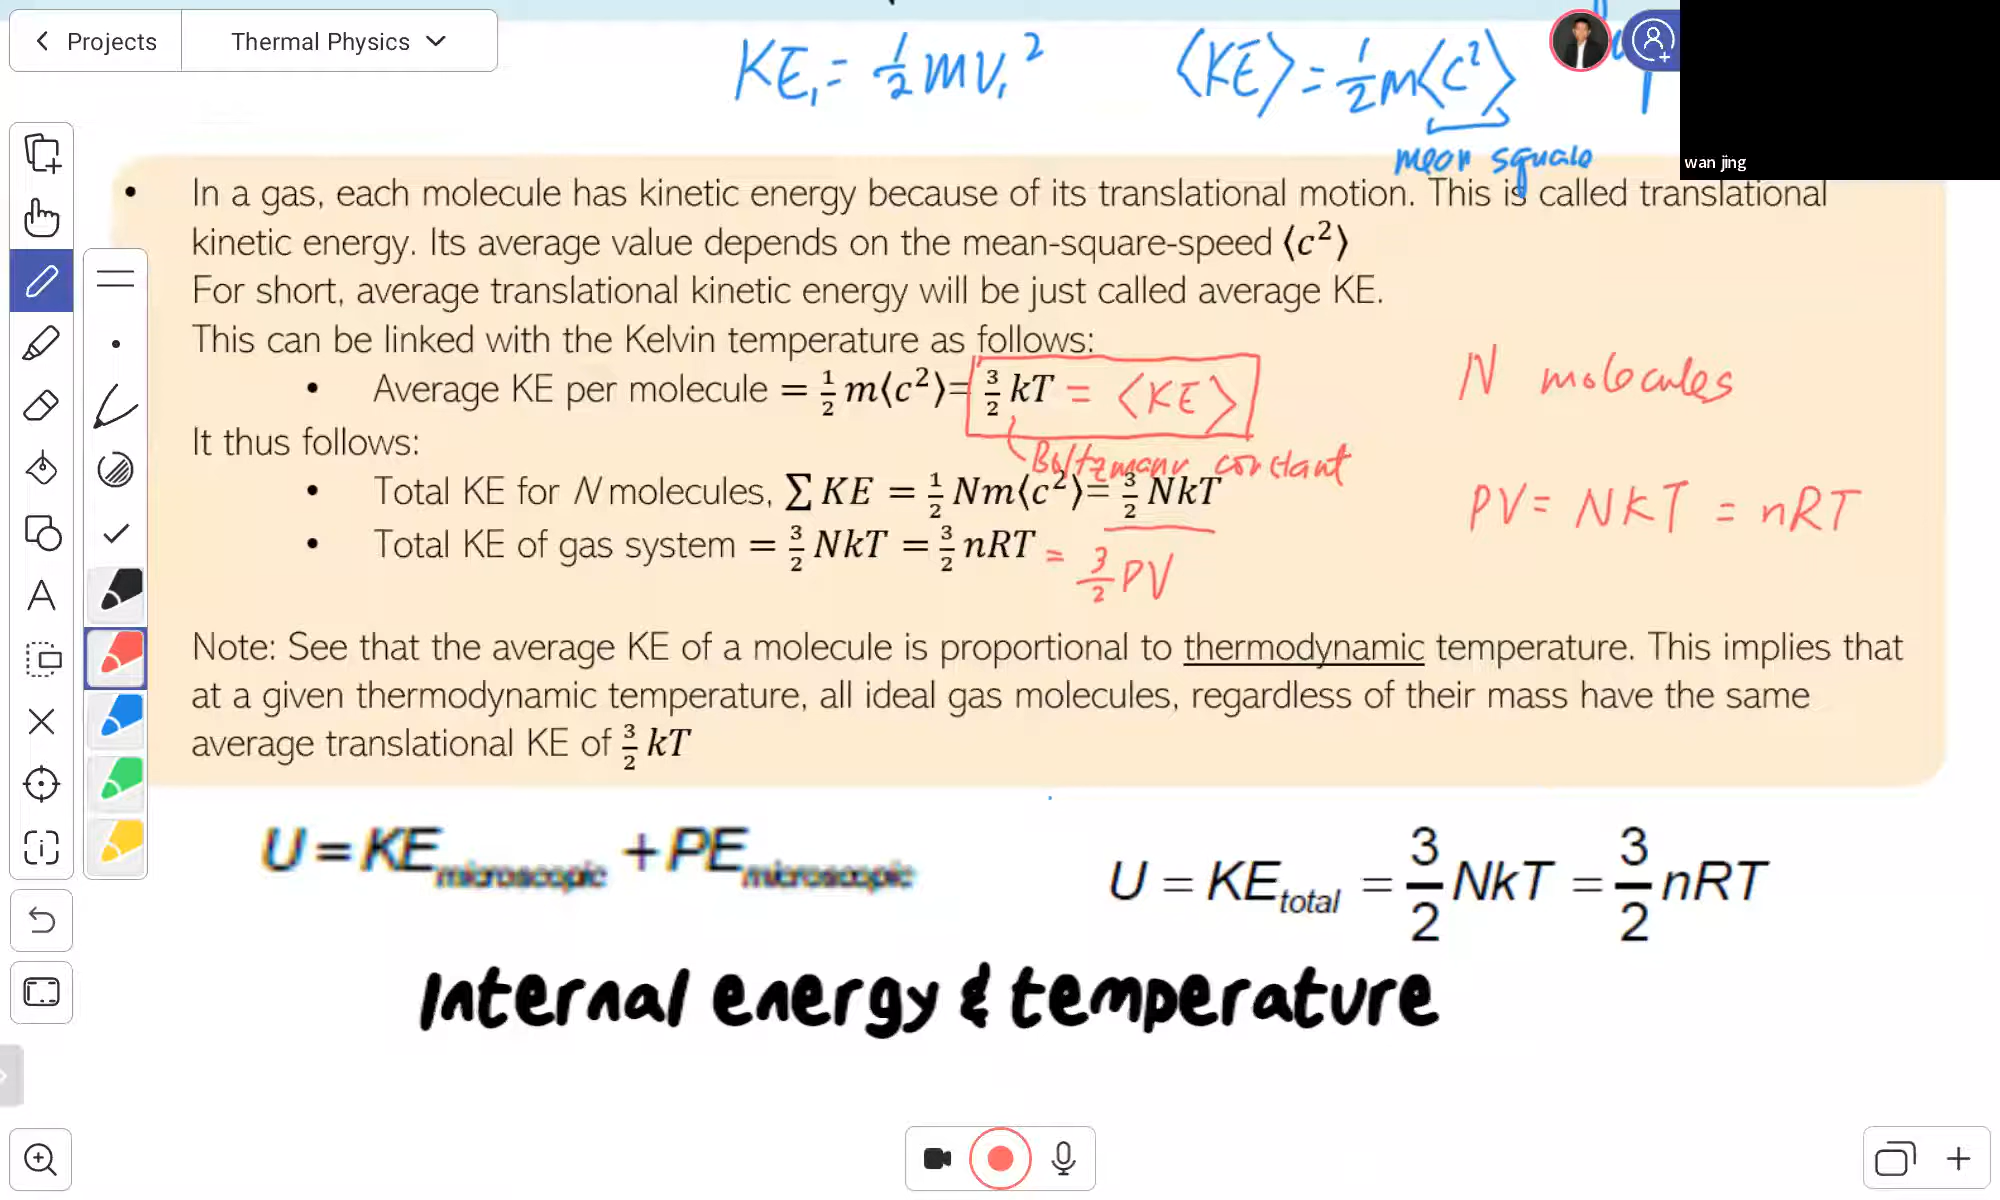 Projects
Thermal Physics
KE₁ = ½mv₁²
⟨KE⟩ = ½m⟨c²⟩
mean square
wan jing
• In a gas, each molecule has kinetic energy because of its translational motion. This is called translational
kinetic energy. Its average value depends on the mean-square-speed ⟨c²⟩
For short, average translational kinetic energy will be just called average KE.
This can be linked with the Kelvin temperature as follows:
• Average KE per molecule = ½ m⟨c²⟩= 3/2 kT = ⟨KE⟩
N molecules
It thus follows:
Boltzmann constant
• Total KE for N molecules, ∑ KE = ½ Nm⟨c²⟩= 3/2 NkT
PV = NkT = nRT
• Total KE of gas system = 3/2 NkT = 3/2 nRT = 3/2 PV
Note: See that the average KE of a molecule is proportional to thermodynamic temperature. This implies that
at a given thermodynamic temperature, all ideal gas molecules, regardless of their mass have the same
average translational KE of 3/2 kT
U = KE microscopic + PE microscopic
U = KE total = 3/2 NkT = 3/2 nRT
Internal energy & temperature